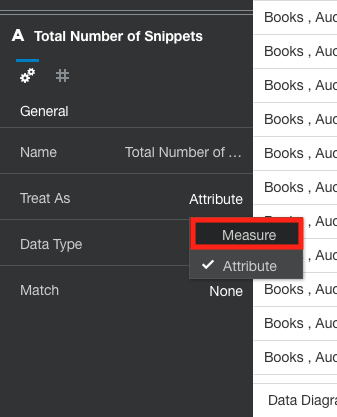 A Total Number of Snippets
General
Name Total Number of ...
Treat As Attribute
Data Type
Match None
Measure
Attribute
Books , Auc
Books , Auc
Books , Auc
Books , Auc
Books , Auc
Books , Auc
Books , Auc
Books , Auc
Books , Auc
Books , Auc
Books , Auc
Data Diagra